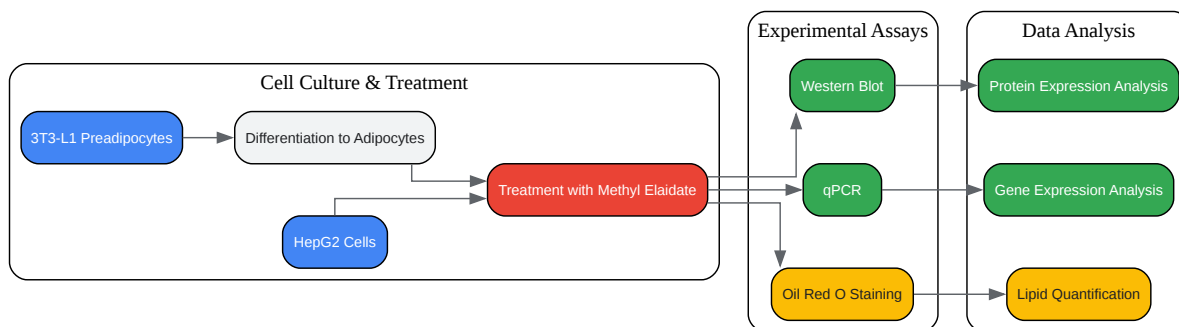 Cell Culture & Treatment
3T3-L1 Preadipocytes
Differentiation to Adipocytes
HepG2 Cells
Treatment with Methyl Elaidate
Experimental Assays
Western Blot
qPCR
Oil Red O Staining
Data Analysis
Protein Expression Analysis
Gene Expression Analysis
Lipid Quantification